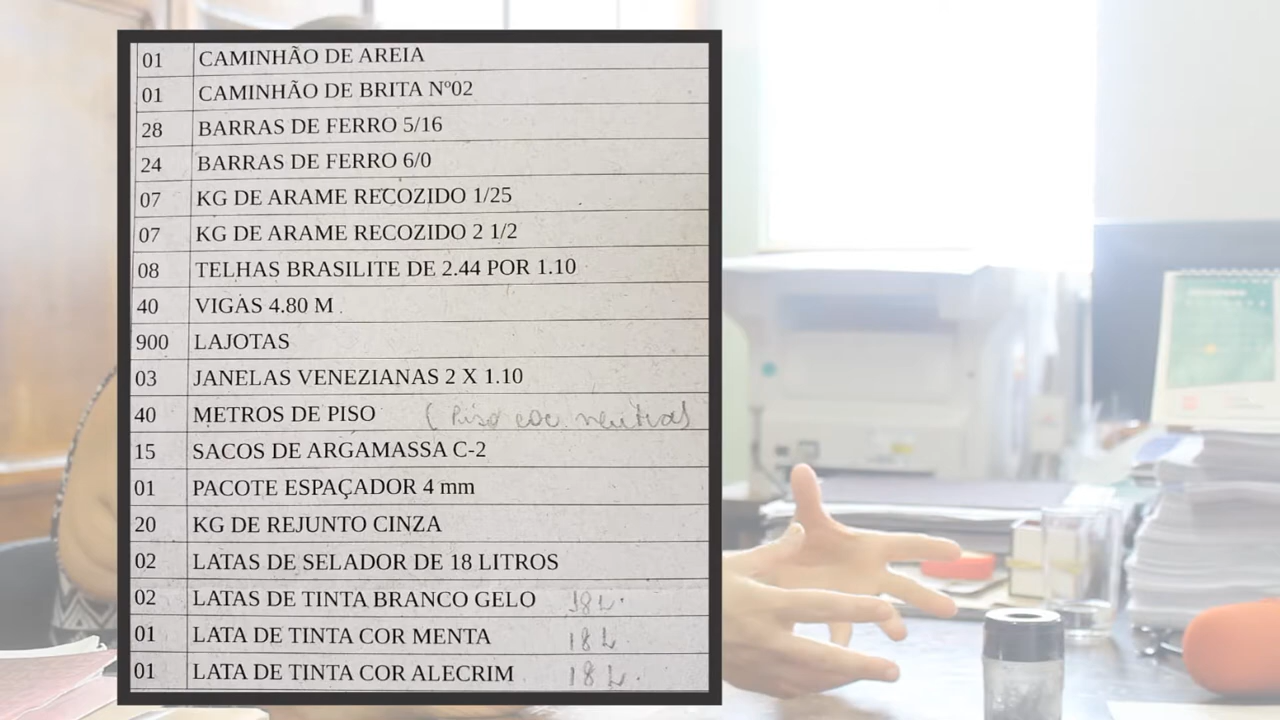 01 CAMINHÃO DE AREIA
01 CAMINHÃO DE BRITA Nº02
28 BARRAS DE FERRO 5/16
24 BARRAS DE FERRO 6/0
07 KG DE ARAME RECOZIDO 1/25
07 KG DE ARAME RECOZIDO 2 1/2
08 TELHAS BRASILITE DE 2.44 POR 1.10
40 VIGAS 4.80 M
900 LAJOTAS
03 JANELAS VENEZIANAS 2 X 1.10
40 METROS DE PISO (Piso cor neutra)
15 SACOS DE ARGAMASSA C-2
01 PACOTE ESPAÇADOR 4 mm
20 KG DE REJUNTO CINZA
02 LATAS DE SELADOR DE 18 LITROS
02 LATAS DE TINTA BRANCO GELO 18 L.
01 LATA DE TINTA COR MENTA 18 L
01 LATA DE TINTA COR ALECRIM 18 L.